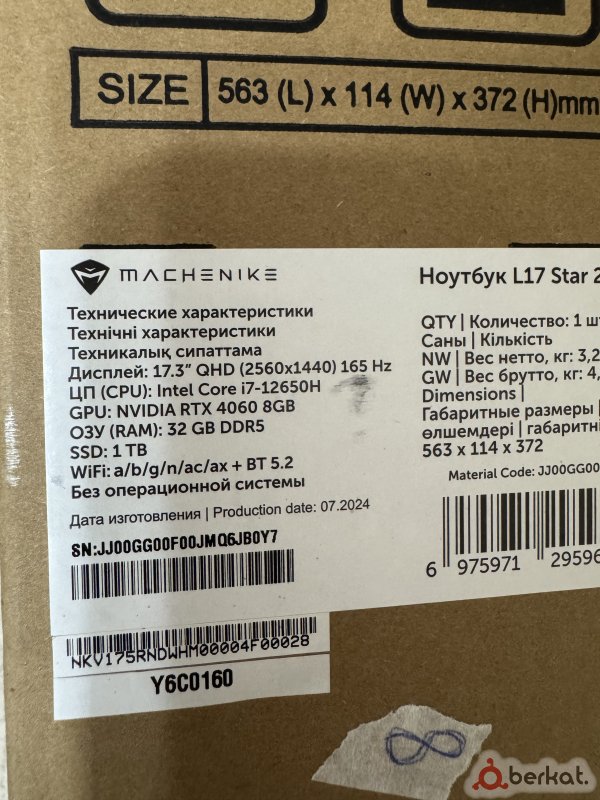 SIZE 563 (L) x 114 (W) x 372 (H)mm
MACHENIKE
Технические характеристики
Технічні характеристики
Техникалық сипаттама
Дисплей: 17.3" QHD (2560x1440) 165 Hz
ЦП (CPU): Intel Core i7-12650H
GPU: NVIDIA RTX 4060 8GB
ОЗУ (RAM): 32 GB DDR5
SSD: 1 TB
WiFi: a/b/g/n/ac/ax + BT 5.2
Без операционной системы
Дата изготовления | Production date: 07.2024
SN:JJ00GG00F00JMQ6JB0Y7
Ноутбук L17 Star 2
QTY | Количество: 1 шт
Саны | Кількість
NW | Вес нетто, кг: 3,2
GW | Вес брутто, кг: 4,
Dimensions |
Габаритные размеры |
өлшемдері | габаритні
563 x 114 x 372
Material Code: JJ00GG00
6 975971 29596
NKV175RNDWHM00004F00028
Y6C0160
berkat.